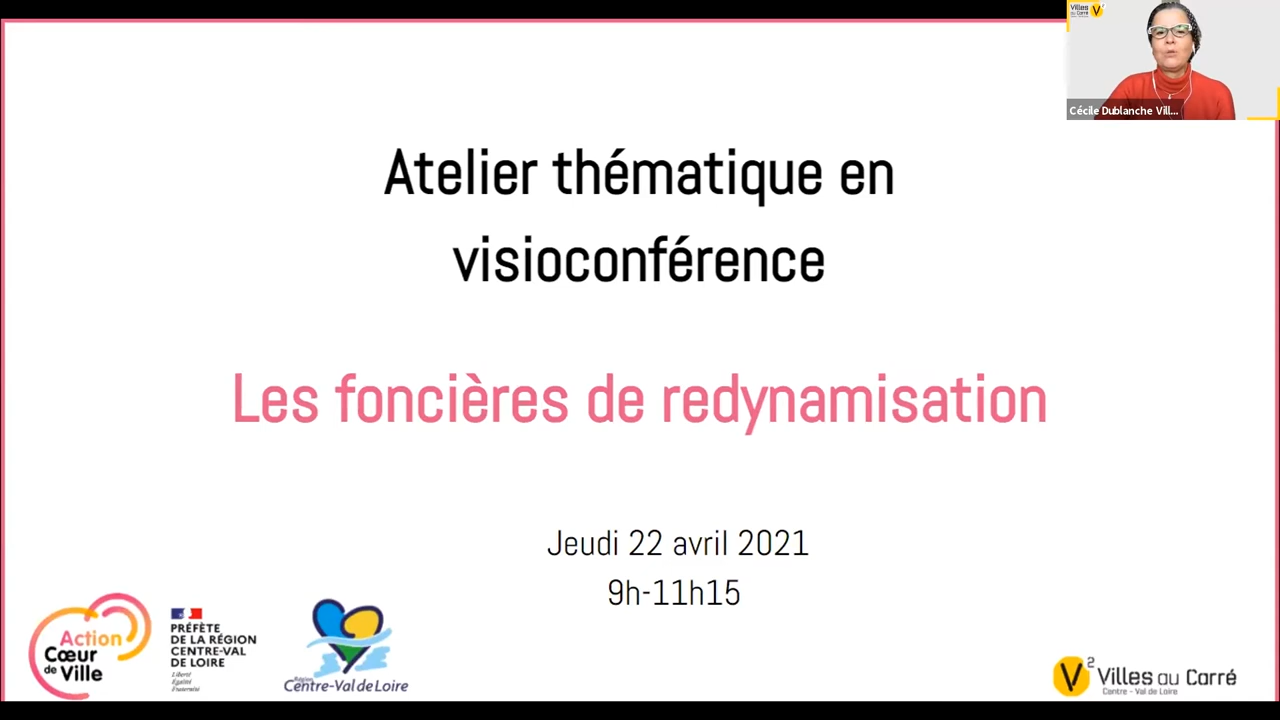 Villes
au Carré
V²
Cécile Dublanche Vill...
Atelier thématique en
visioconférence
Les foncières de redynamisation
Jeudi 22 avril 2021
9h-11h15
Action
Cœur
de Ville
PRÉFÈTE
DE LA RÉGION
CENTRE-VAL
DE LOIRE
Liberté
Égalité
Fraternité
Région
Centre-Val de Loire
V² Villes au Carré
Centre - Val de Loire